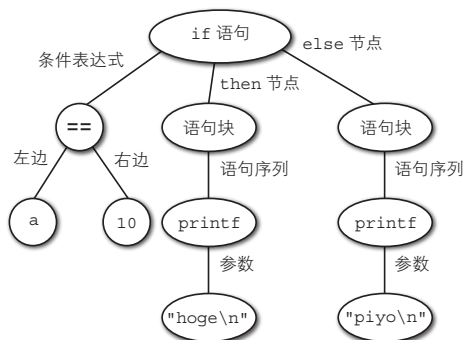 if 语句
else 节点
条件表达式
then 节点
==
语句块
语句块
左边
右边
语句序列
语句序列
a
10
printf
printf
参数
参数
"hoge\n"
"piyo\n"